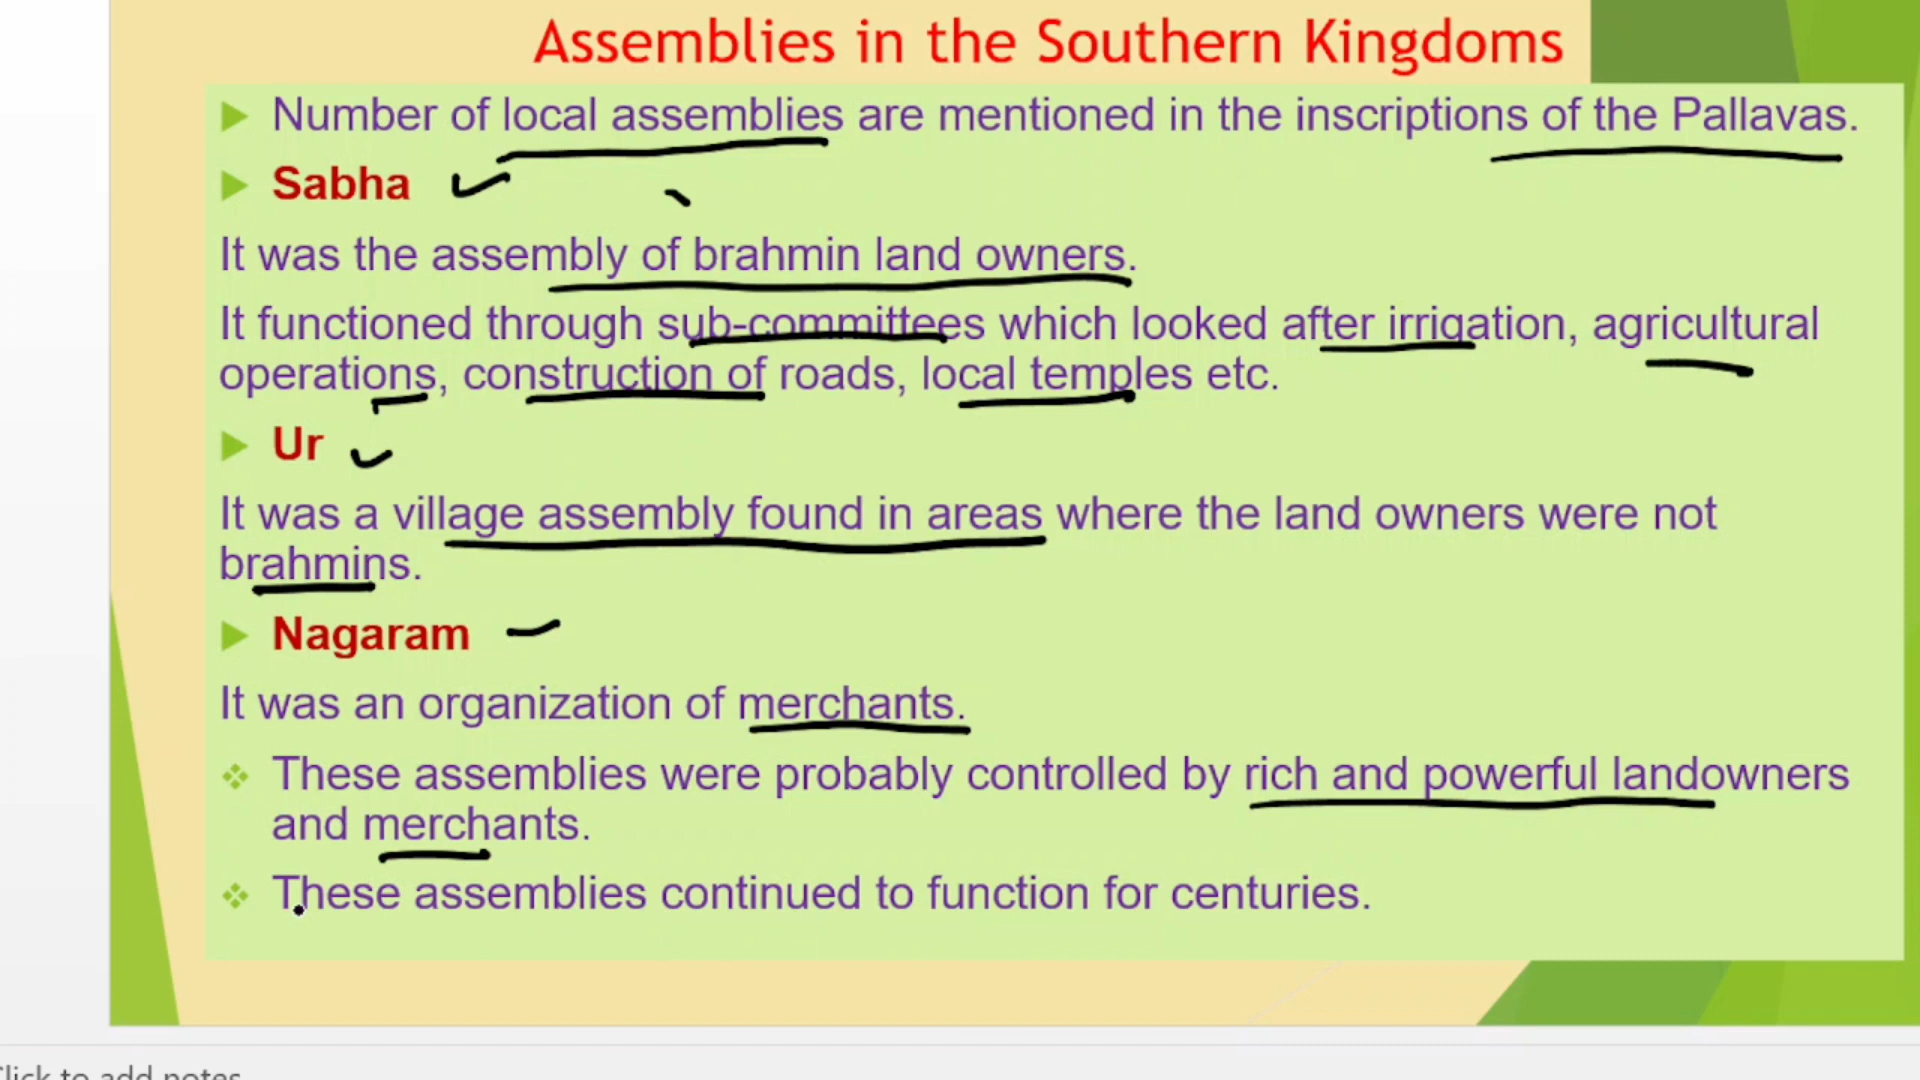 Assemblies in the Southern Kingdoms
Number of local assemblies are mentioned in the inscriptions of the Pallavas.
Sabha
It was the assembly of brahmin land owners.
It functioned through sub-committees which looked after irrigation, agricultural
operations, construction of roads, local temples etc.
Ur
It was a village assembly found in areas where the land owners were not
brahmins.
Nagaram
It was an organization of merchants.
These assemblies were probably controlled by rich and powerful landowners
and merchants.
These assemblies continued to function for centuries.
Click to add notes